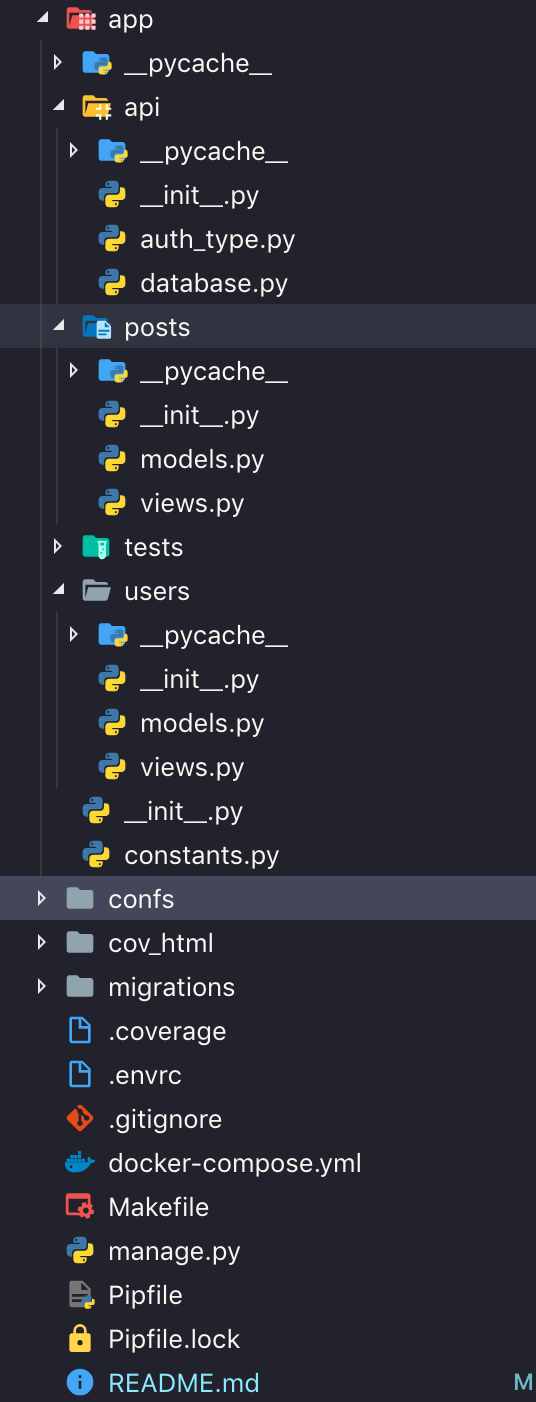 app
__pycache__
api
__pycache__
__init__.py
auth_type.py
database.py
posts
__pycache__
__init__.py
models.py
views.py
tests
users
__pycache__
__init__.py
models.py
views.py
__init__.py
constants.py
confs
cov_html
migrations
.coverage
.envrc
.gitignore
docker-compose.yml
Makefile
manage.py
Pipfile
Pipfile.lock
README.md M